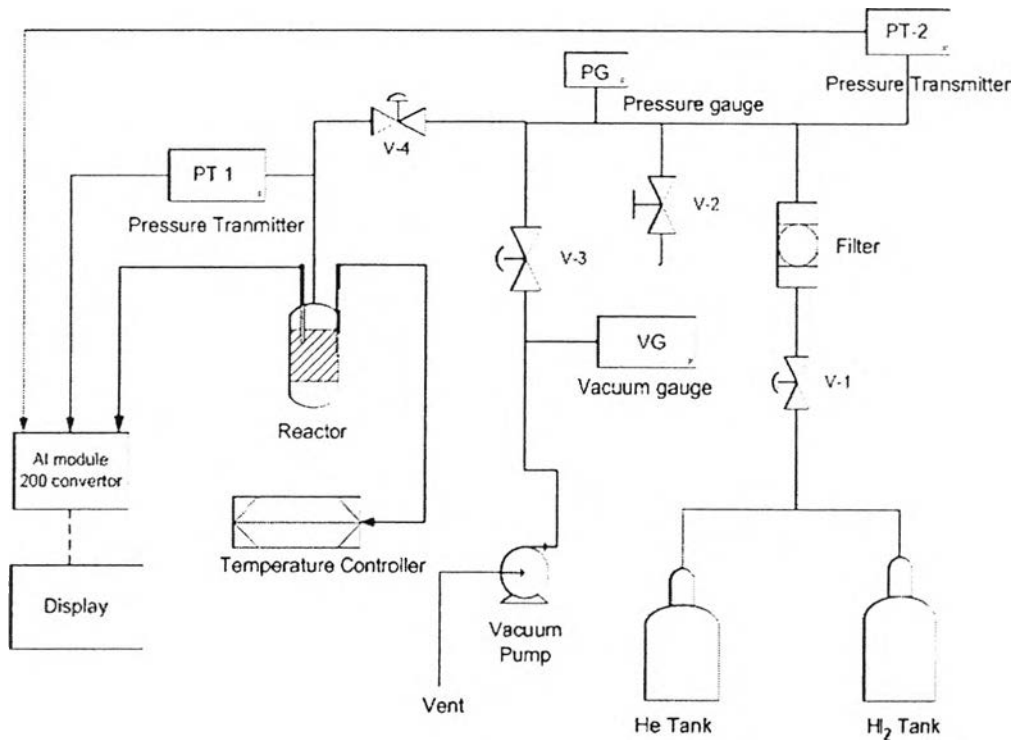 PT-2
Pressure Transmitter
PG
Pressure gauge
V-4
PT 1
Pressure Tranmitter
V-2
V-3
Filter
VG
Vacuum gauge
V-1
Reactor
AI module
200 convertor
Temperature Controller
Display
Vacuum
Pump
Vent
He Tank
HI₂ Tank